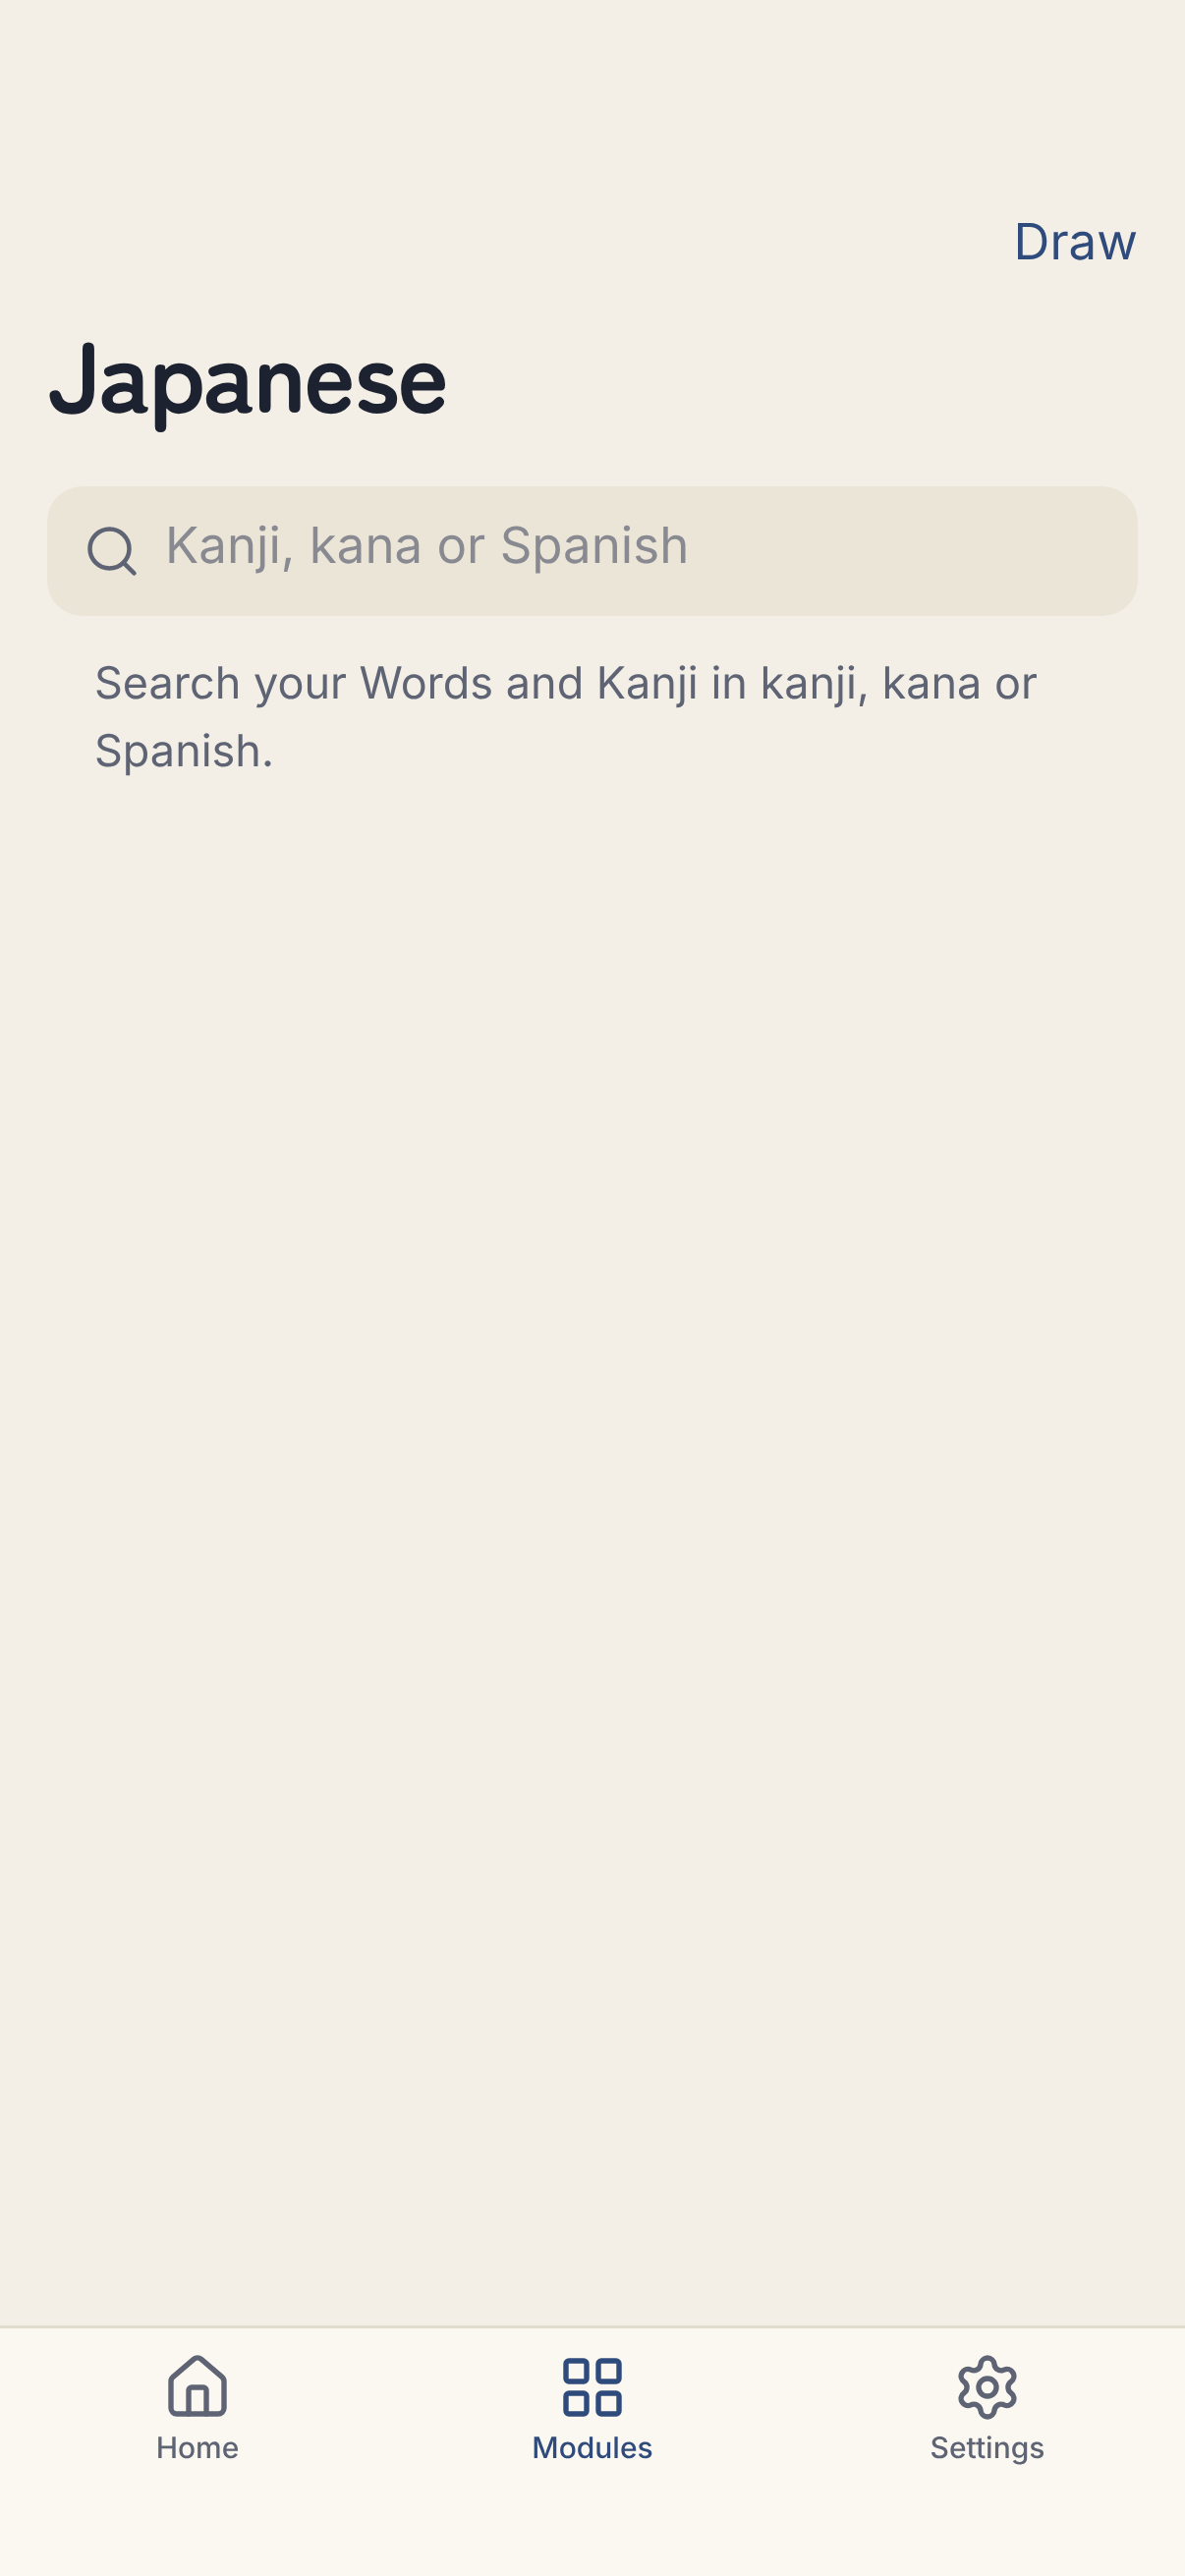 Draw
Japanese
Kanji, kana or Spanish
Search your Words and Kanji in kanji, kana or
Spanish.
Home
Modules
Settings